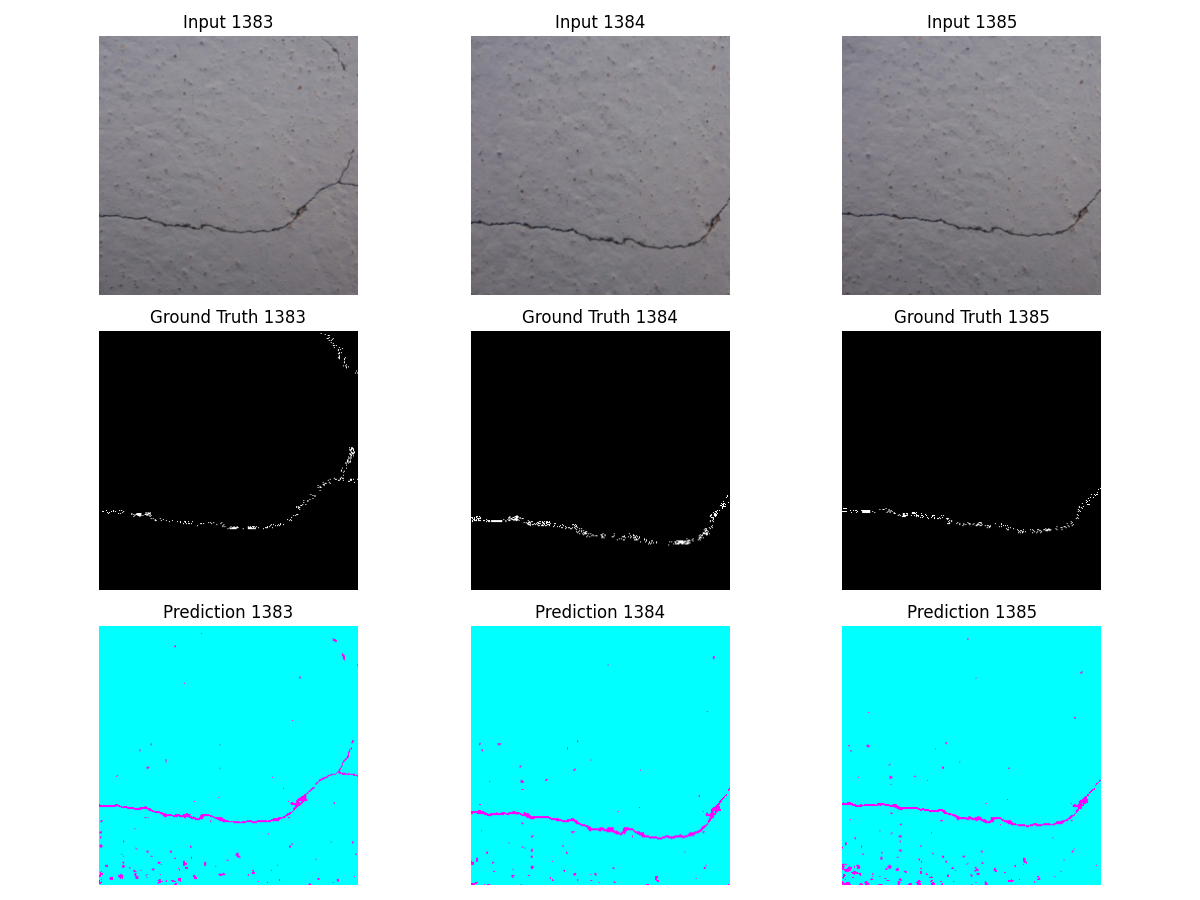 Input 1383
Input 1384
Input 1385
Ground Truth 1383
Ground Truth 1384
Ground Truth 1385
Prediction 1383
Prediction 1384
Prediction 1385